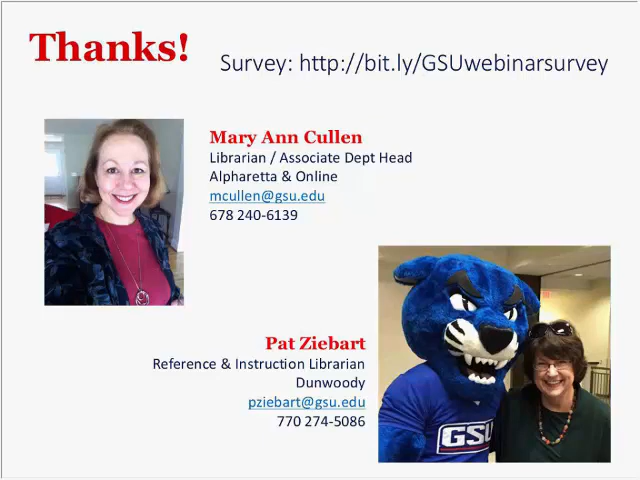 Thanks!
Survey: http://bit.ly/GSUwebinarsurvey
Mary Ann Cullen
Librarian / Associate Dept Head
Alpharetta & Online
mcullen@gsu.edu
678 240-6139
Pat Ziebart
Reference & Instruction Librarian
Dunwoody
pziebart@gsu.edu
770 274-5086
GSU